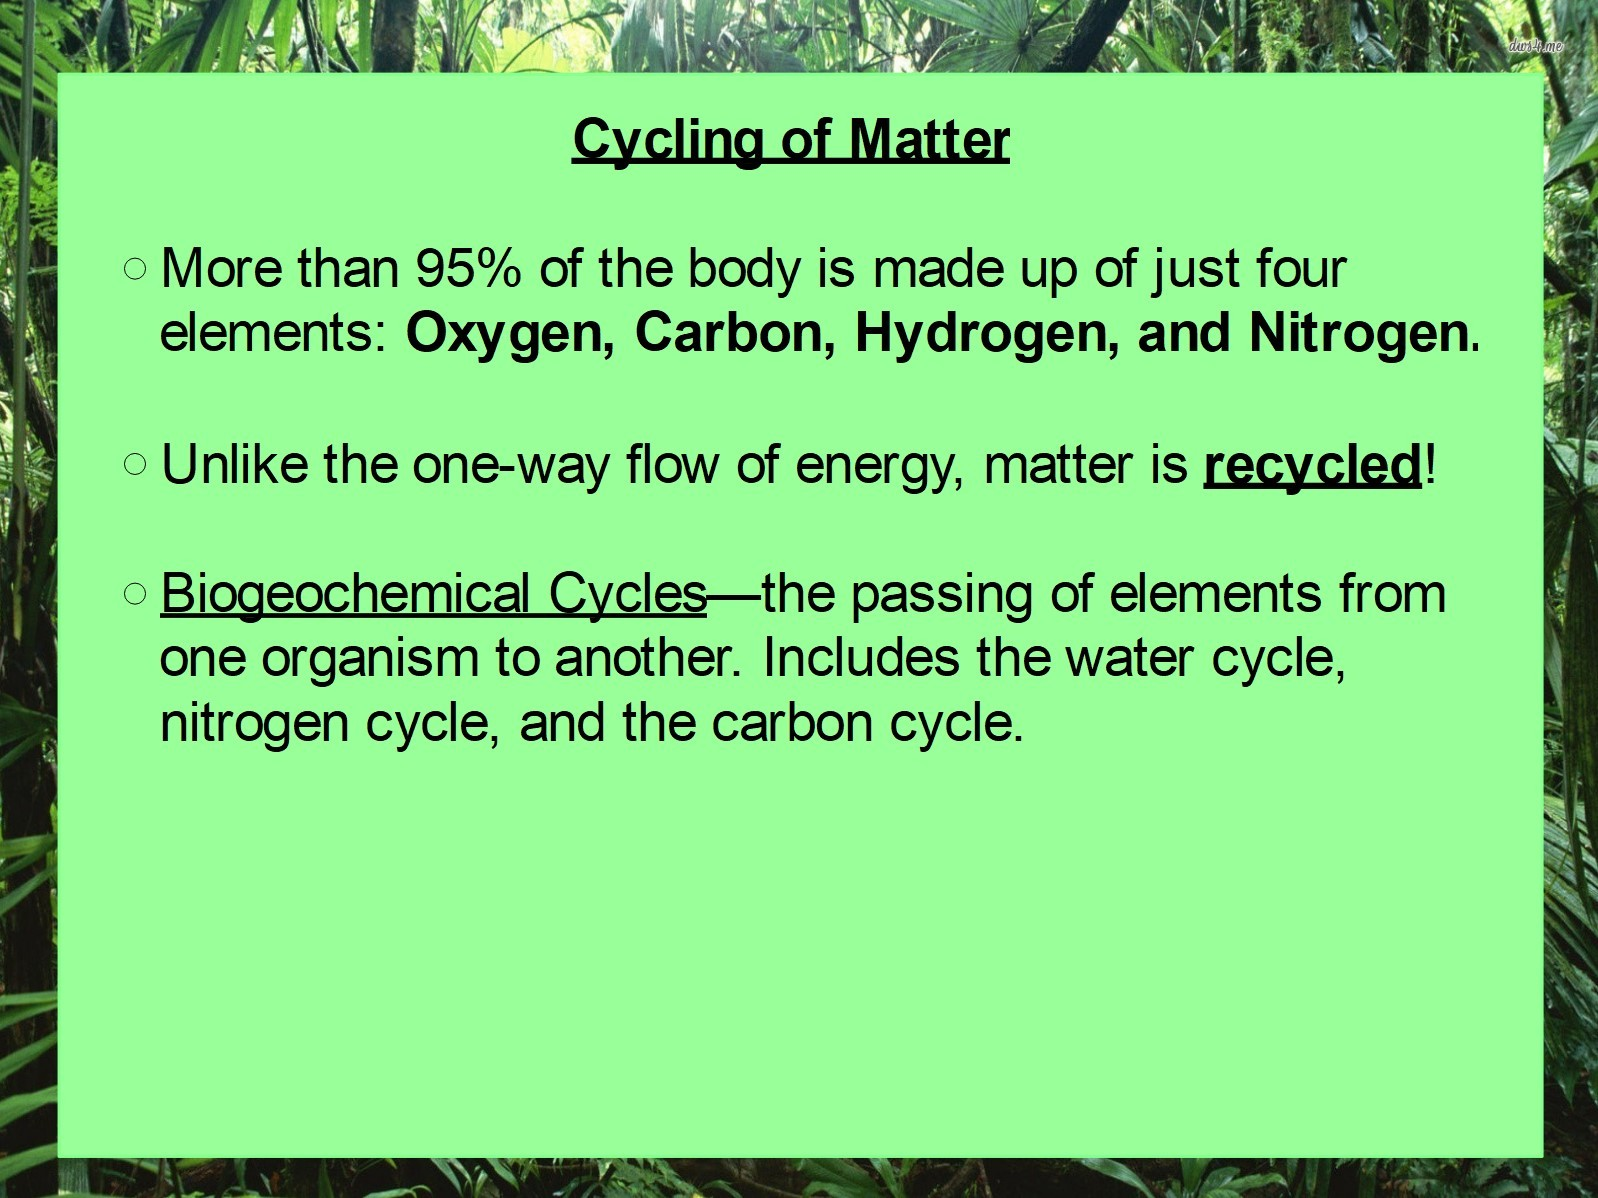 dws4.me
Cycling of Matter
○ More than 95% of the body is made up of just four
elements: Oxygen, Carbon, Hydrogen, and Nitrogen.
○ Unlike the one-way flow of energy, matter is recycled!
○ Biogeochemical Cycles—the passing of elements from
one organism to another. Includes the water cycle,
nitrogen cycle, and the carbon cycle.